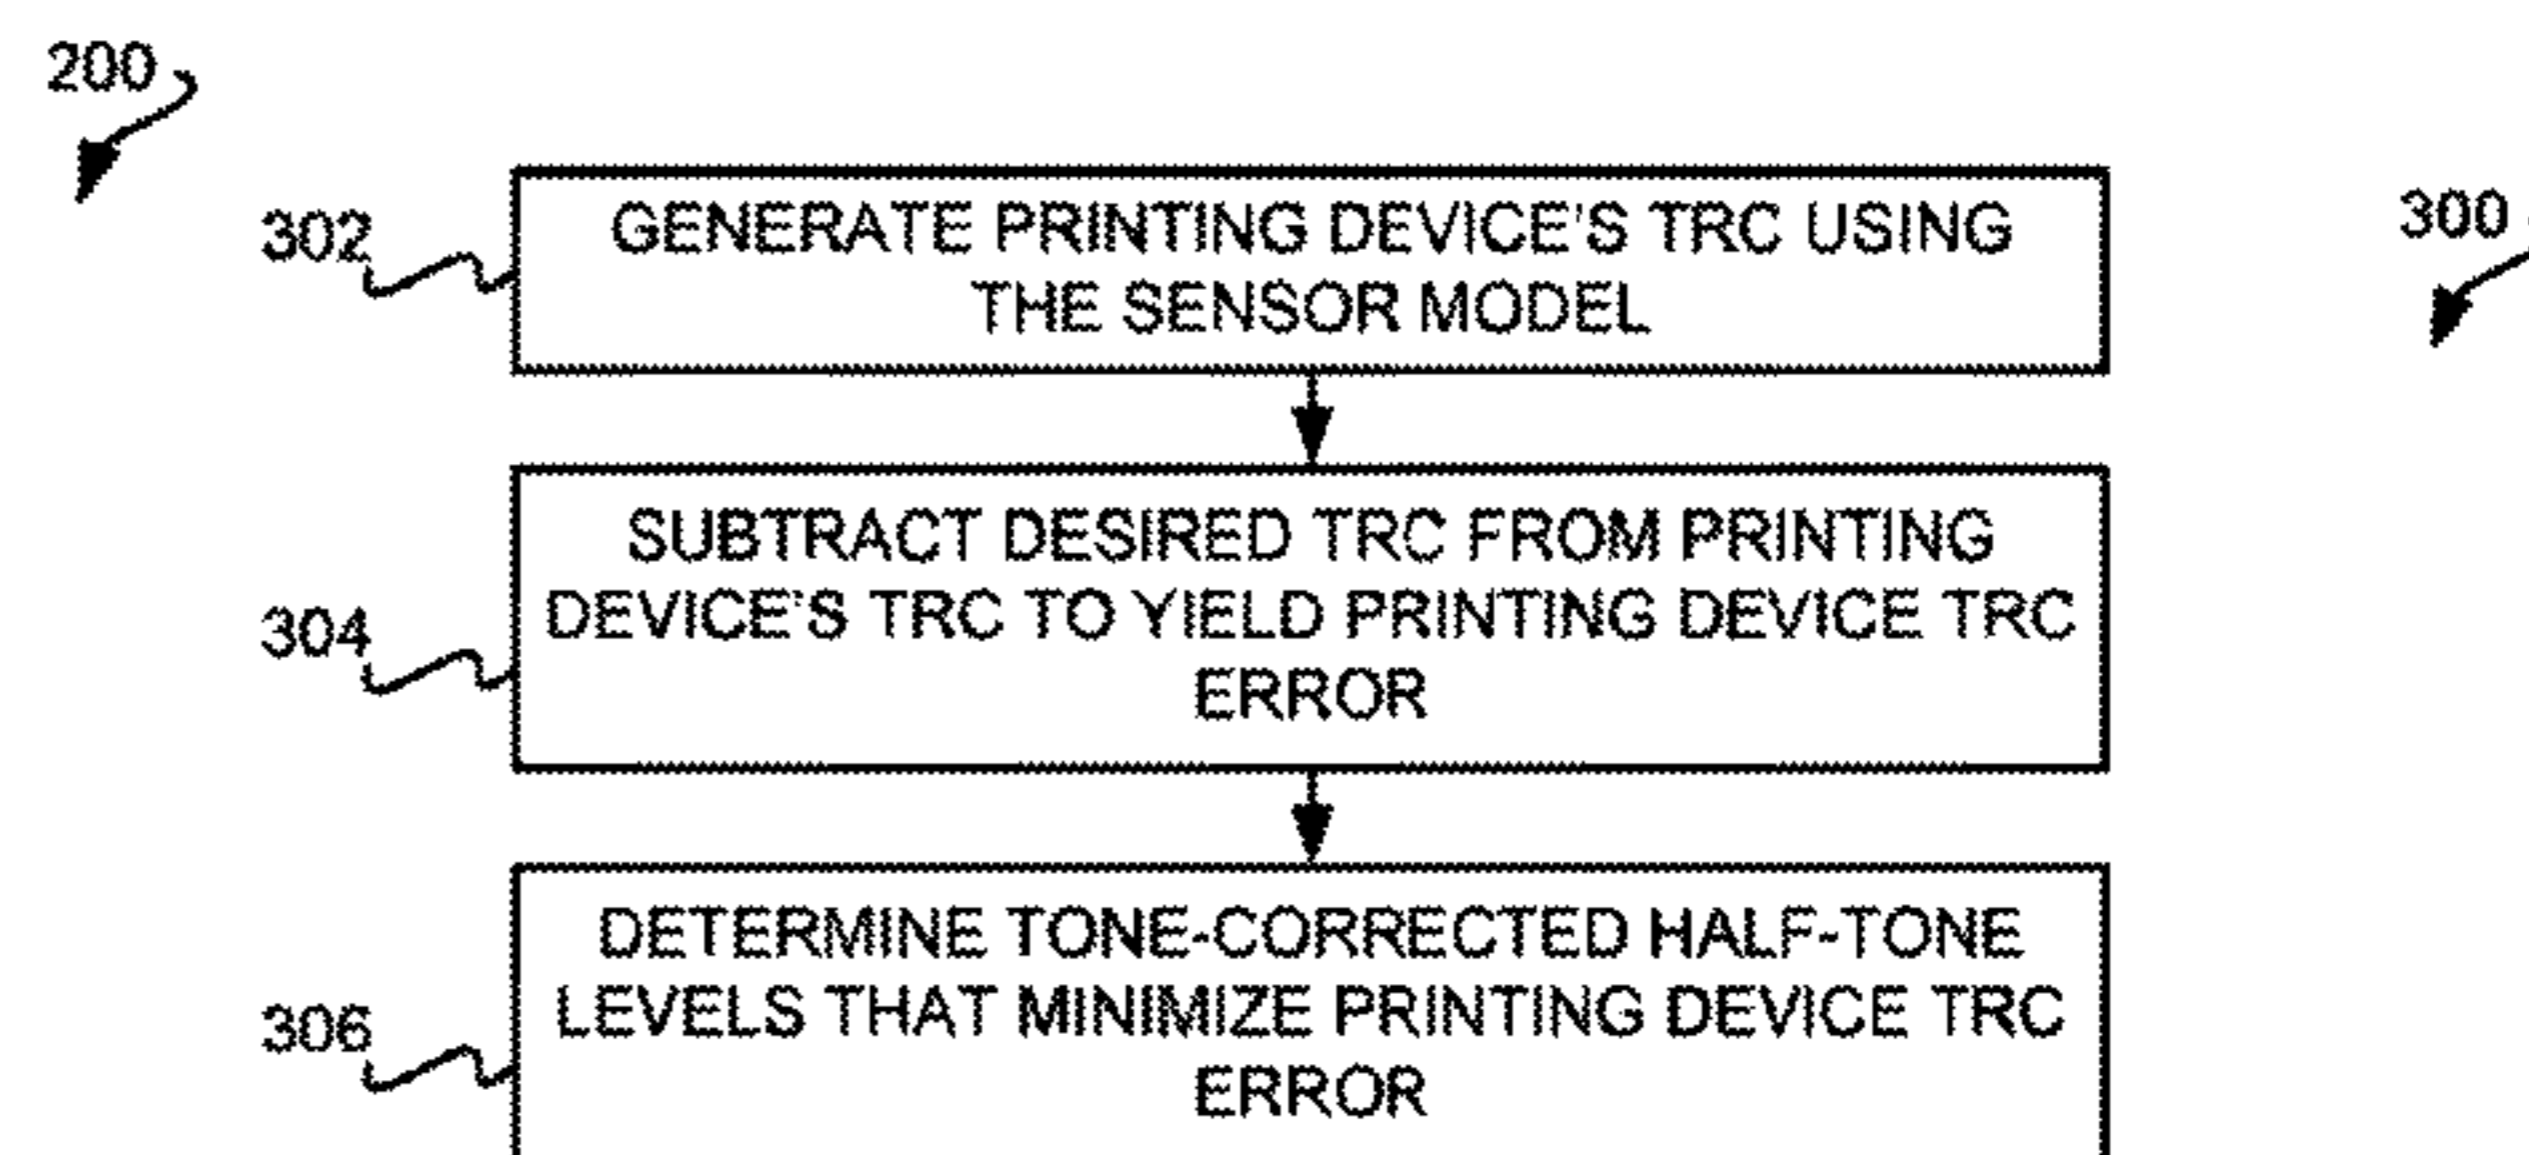 200
302
GENERATE PRINTING DEVICE'S TRC USING
THE SENSOR MODEL
300
SUBTRACT DESIRED TRC FROM PRINTING
DEVICE'S TRC TO YIELD PRINTING DEVICE TRC
ERROR
304
DETERMINE TONE-CORRECTED HALF-TONE
LEVELS THAT MINIMIZE PRINTING DEVICE TRC
ERROR
306